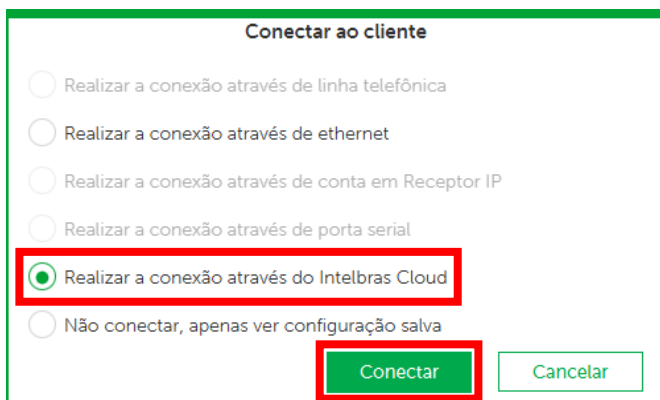 Conectar ao cliente
Realizar a conexão através de linha telefônica
Realizar a conexão através de ethernet
Realizar a conexão através de conta em Receptor IP
Realizar a conexão através de porta serial
Realizar a conexão através do Intelbras Cloud
Não conectar, apenas ver configuração salva
Conectar Cancelar